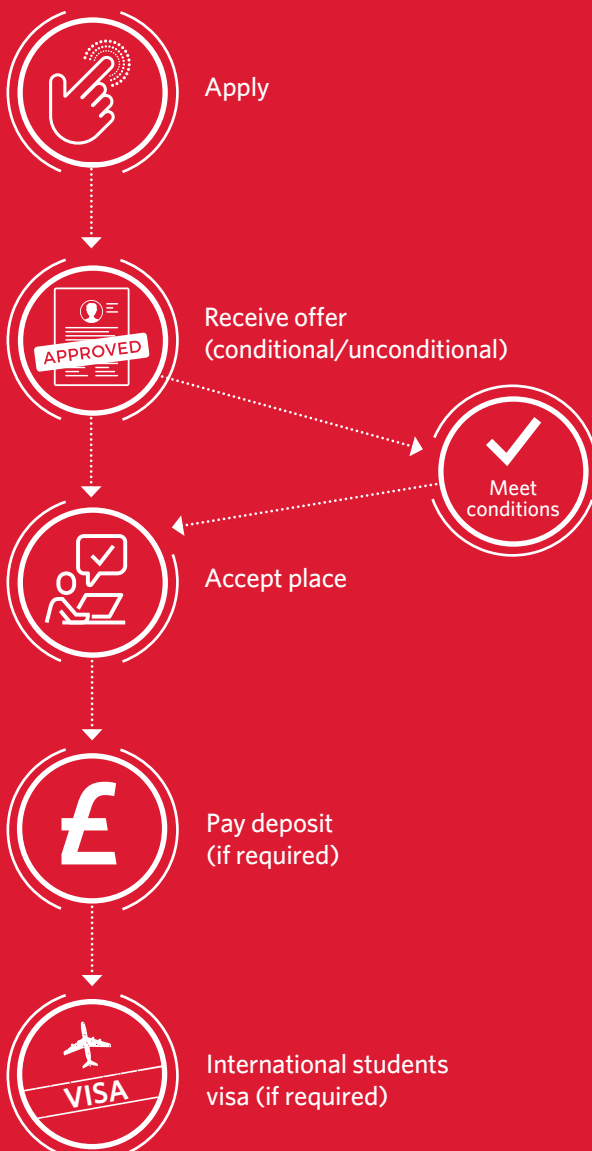 Apply
APPROVED
Receive offer
(conditional/unconditional)
Meet
conditions
Accept place
£
Pay deposit
(if required)
VISA
International students
visa (if required)